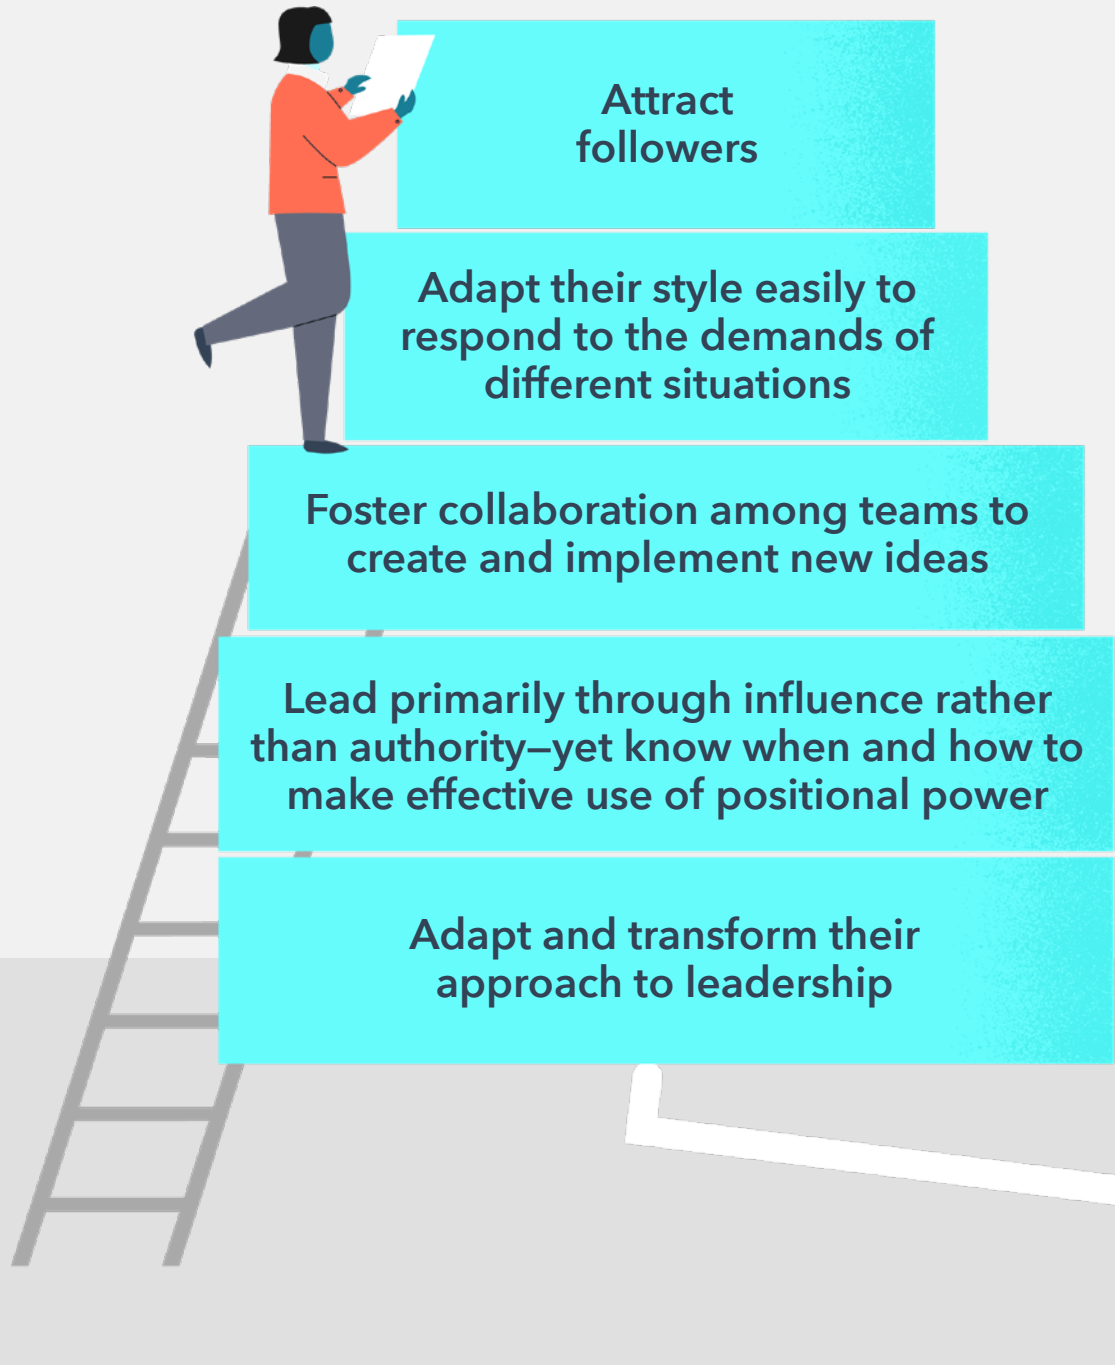 Attract
followers
Adapt their style easily to
respond to the demands of
different situations
Foster collaboration among teams to
create and implement new ideas
Lead primarily through influence rather
than authority—yet know when and how to
make effective use of positional power
Adapt and transform their
approach to leadership